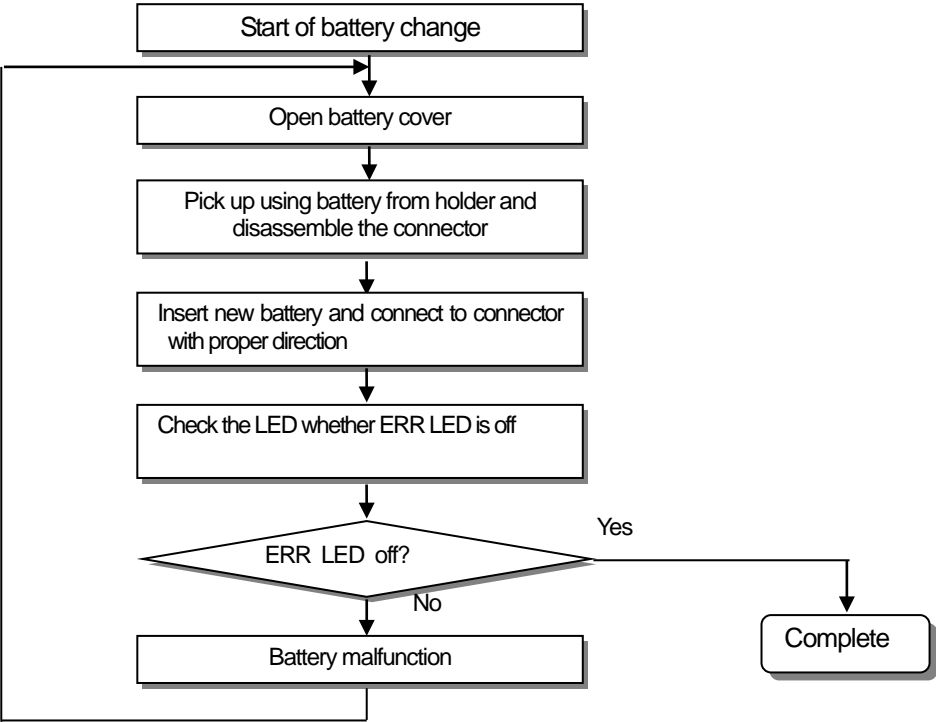 Start of battery change
Open battery cover
Pick up using battery from holder and
disassemble the connector
Insert new battery and connect to connector
with proper direction
Check the LED whether ERR LED is off
Yes
ERR LED off?
No
Complete
Battery malfunction